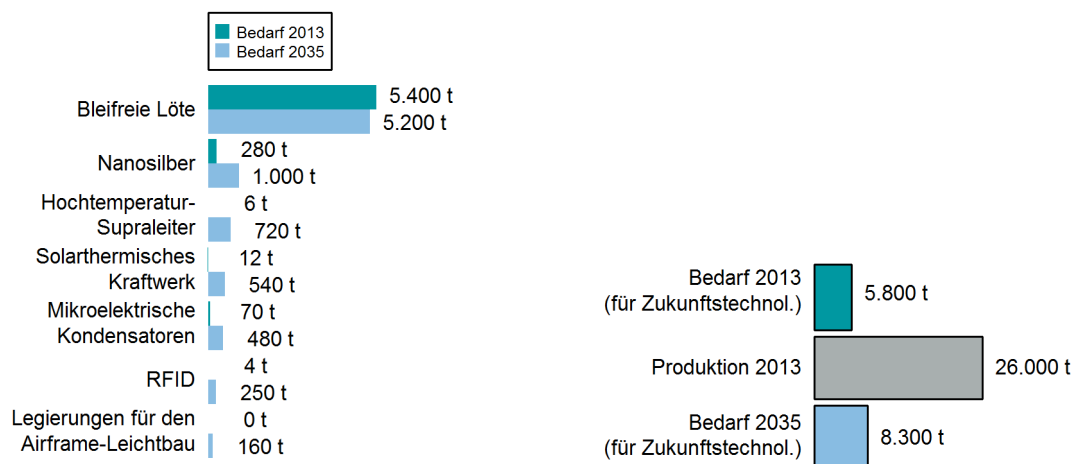 Bedarf 2013
Bedarf 2035
Bleifreie Löte
5.400 t
5.200 t
Nanosilber
280 t
1.000 t
Hochtemperatur-
Supraleiter
6 t
720 t
Solarthermisches
Kraftwerk
12 t
540 t
Mikroelektrische
Kondensatoren
70 t
480 t
RFID
4 t
250 t
Legierungen für den
Airframe-Leichtbau
0 t
160 t
Bedarf 2013
(für Zukunftstechnol.)
5.800 t
Produktion 2013
26.000 t
Bedarf 2035
(für Zukunftstechnol.)
8.300 t